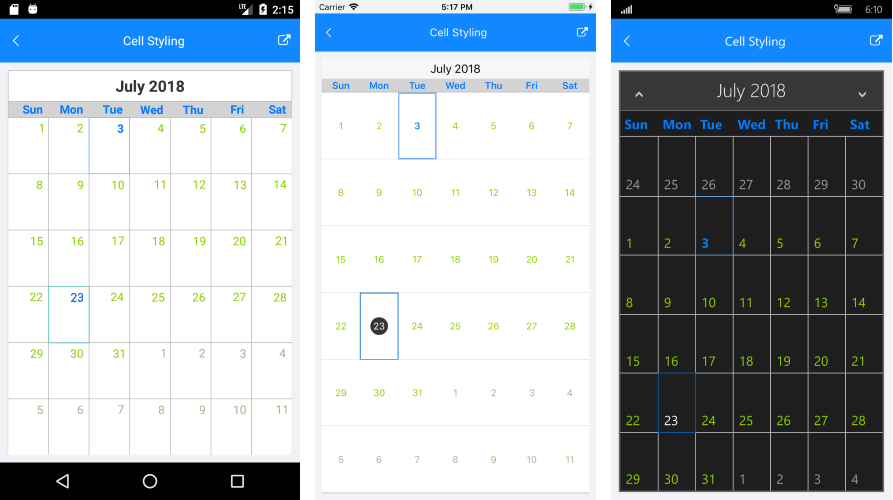 LTE 2:15
Cell Styling
July 2018
Sun Mon Tue Wed Thu Fri Sat
1 2 3 4 5 6 7
8 9 10 11 12 13 14
15 16 17 18 19 20 21
22 23 24 25 26 27 28
29 30 31 1 2 3 4
5 6 7 8 9 10 11
Carrier 5:17 PM
Cell Styling
July 2018
Sun Mon Tue Wed Thu Fri Sat
1 2 3 4 5 6 7
8 9 10 11 12 13 14
15 16 17 18 19 20 21
22 23 24 25 26 27 28
29 30 31 1 2 3 4
5 6 7 8 9 10 11
6:10
Cell Styling
July 2018
Sun Mon Tue Wed Thu Fri Sat
24 25 26 27 28 29 30
1 2 3 4 5 6 7
8 9 10 11 12 13 14
15 16 17 18 19 20 21
22 23 24 25 26 27 28
29 30 31 1 2 3 4